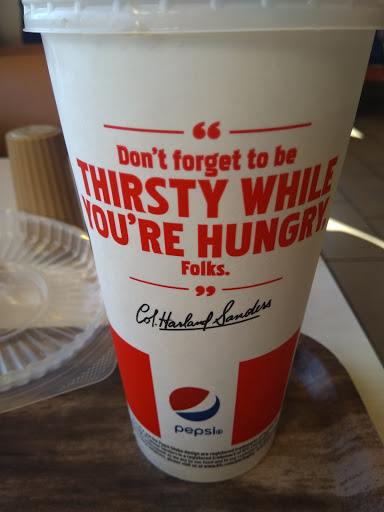 “
Don't forget to be
THIRSTY WHILE
YOU'RE HUNGRY.
Folks.
”
Col. Harland Sanders
pepsi®